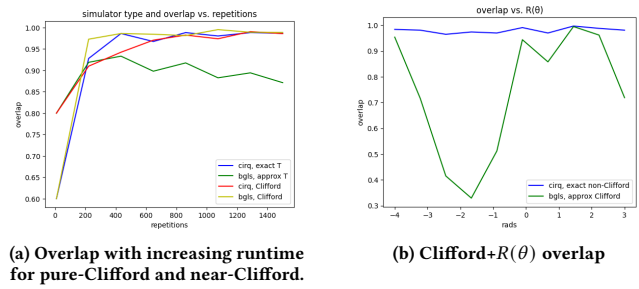 simulator type and overlap vs. repetitions
overlap
1.00
0.95
0.90
0.85
0.80
0.75
0.70
0.65
0.60
cirq, exact T
bgls, approx T
cirq, Clifford
bgls, Clifford
0 200 400 600 800 1000 1200 1400
repetitions
(a) Overlap with increasing runtime
for pure-Clifford and near-Clifford.
overlap vs. R(θ)
overlap
1.0
0.9
0.8
0.7
0.6
0.5
0.4
0.3
cirq, exact non-Clifford
bgls, approx Clifford
−4 −3 −2 −1 0 1 2 3
rads
(b) Clifford+R(θ) overlap